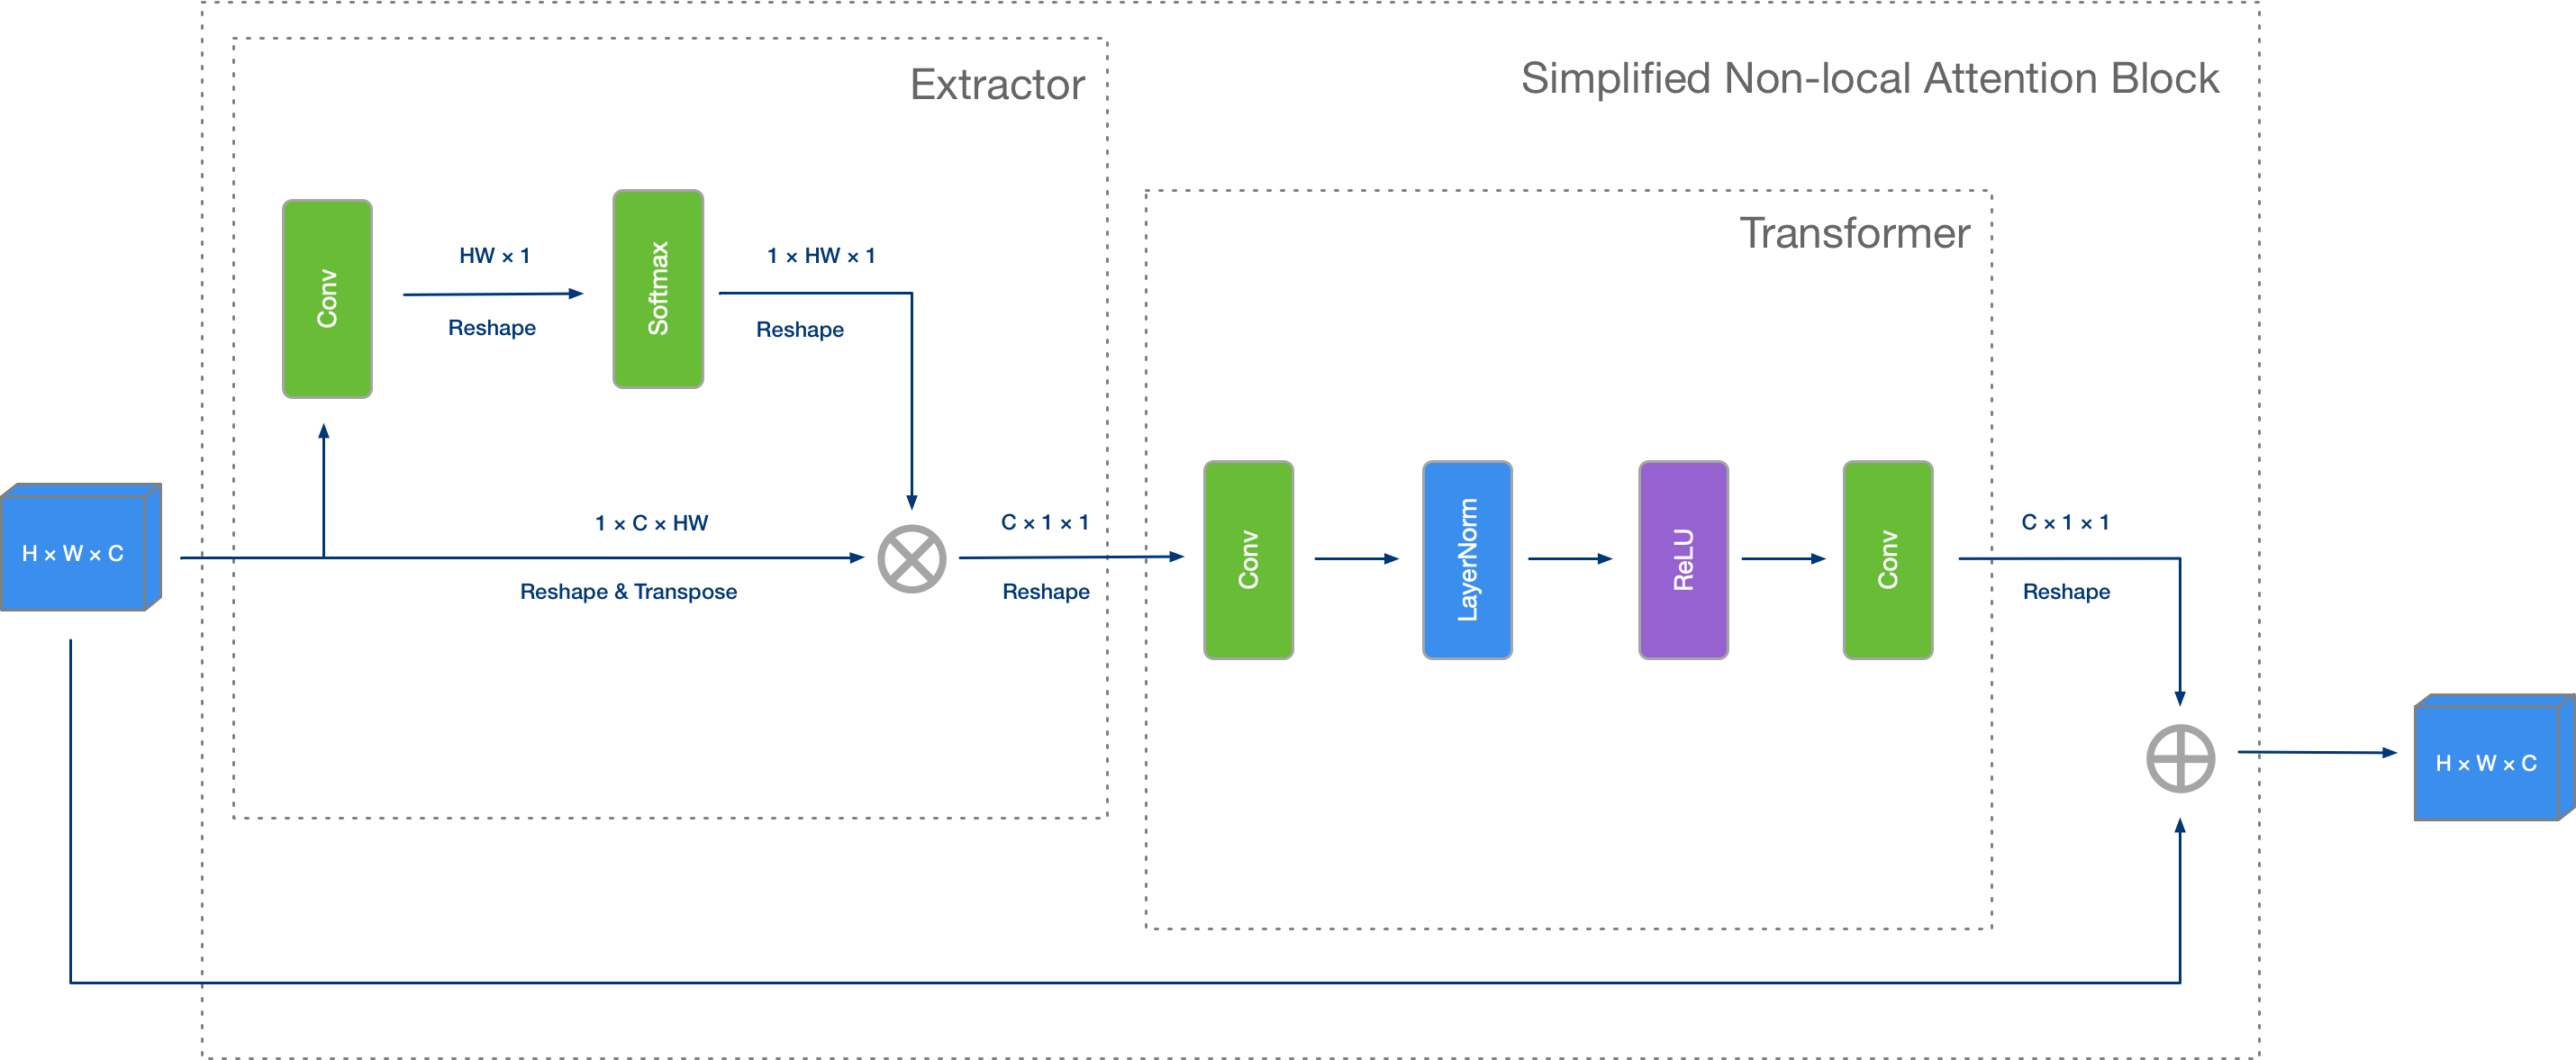 Simplified Non-local Attention Block
Extractor
Transformer
Conv
HW × 1
Reshape
Softmax
1 × HW × 1
Reshape
H × W × C
1 × C × HW
Reshape & Transpose
C × 1 × 1
Reshape
Conv
LayerNorm
ReLU
Conv
C × 1 × 1
Reshape
H × W × C